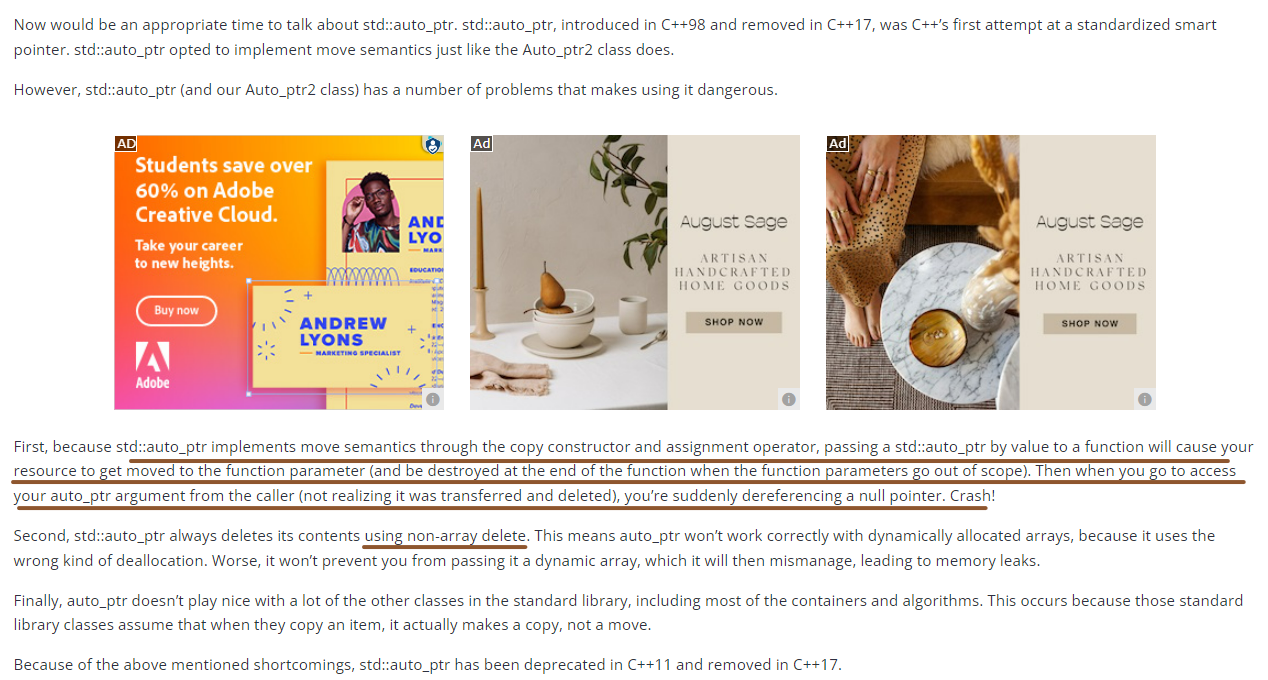 Now would be an appropriate time to talk about std::auto_ptr. std::auto_ptr, introduced in C++98 and removed in C++17, was C++’s first attempt at a standardized smart
pointer. std::auto_ptr opted to implement move semantics just like the Auto_ptr2 class does.
However, std::auto_ptr (and our Auto_ptr2 class) has a number of problems that makes using it dangerous.
AD
Students save over
60% on Adobe
Creative Cloud.
Take your career
to new heights.
Buy now
Adobe
AND
LYO
MARK
EDUCATIO
ANDREW
LYONS
MARKETING SPECIALIST
Ad
August Sage
ARTISAN
HANDCRAFTED
HOME GOODS
SHOP NOW
Ad
August Sage
ARTISAN
HANDCRAFTED
HOME GOODS
SHOP NOW
First, because std::auto_ptr implements move semantics through the copy constructor and assignment operator, passing a std::auto_ptr by value to a function will cause your
resource to get moved to the function parameter (and be destroyed at the end of the function when the function parameters go out of scope). Then when you go to access
your auto_ptr argument from the caller (not realizing it was transferred and deleted), you’re suddenly dereferencing a null pointer. Crash!
Second, std::auto_ptr always deletes its contents using non-array delete. This means auto_ptr won’t work correctly with dynamically allocated arrays, because it uses the
wrong kind of deallocation. Worse, it won’t prevent you from passing it a dynamic array, which it will then mismanage, leading to memory leaks.
Finally, auto_ptr doesn’t play nice with a lot of the other classes in the standard library, including most of the containers and algorithms. This occurs because those standard
library classes assume that when they copy an item, it actually makes a copy, not a move.
Because of the above mentioned shortcomings, std::auto_ptr has been deprecated in C++11 and removed in C++17.